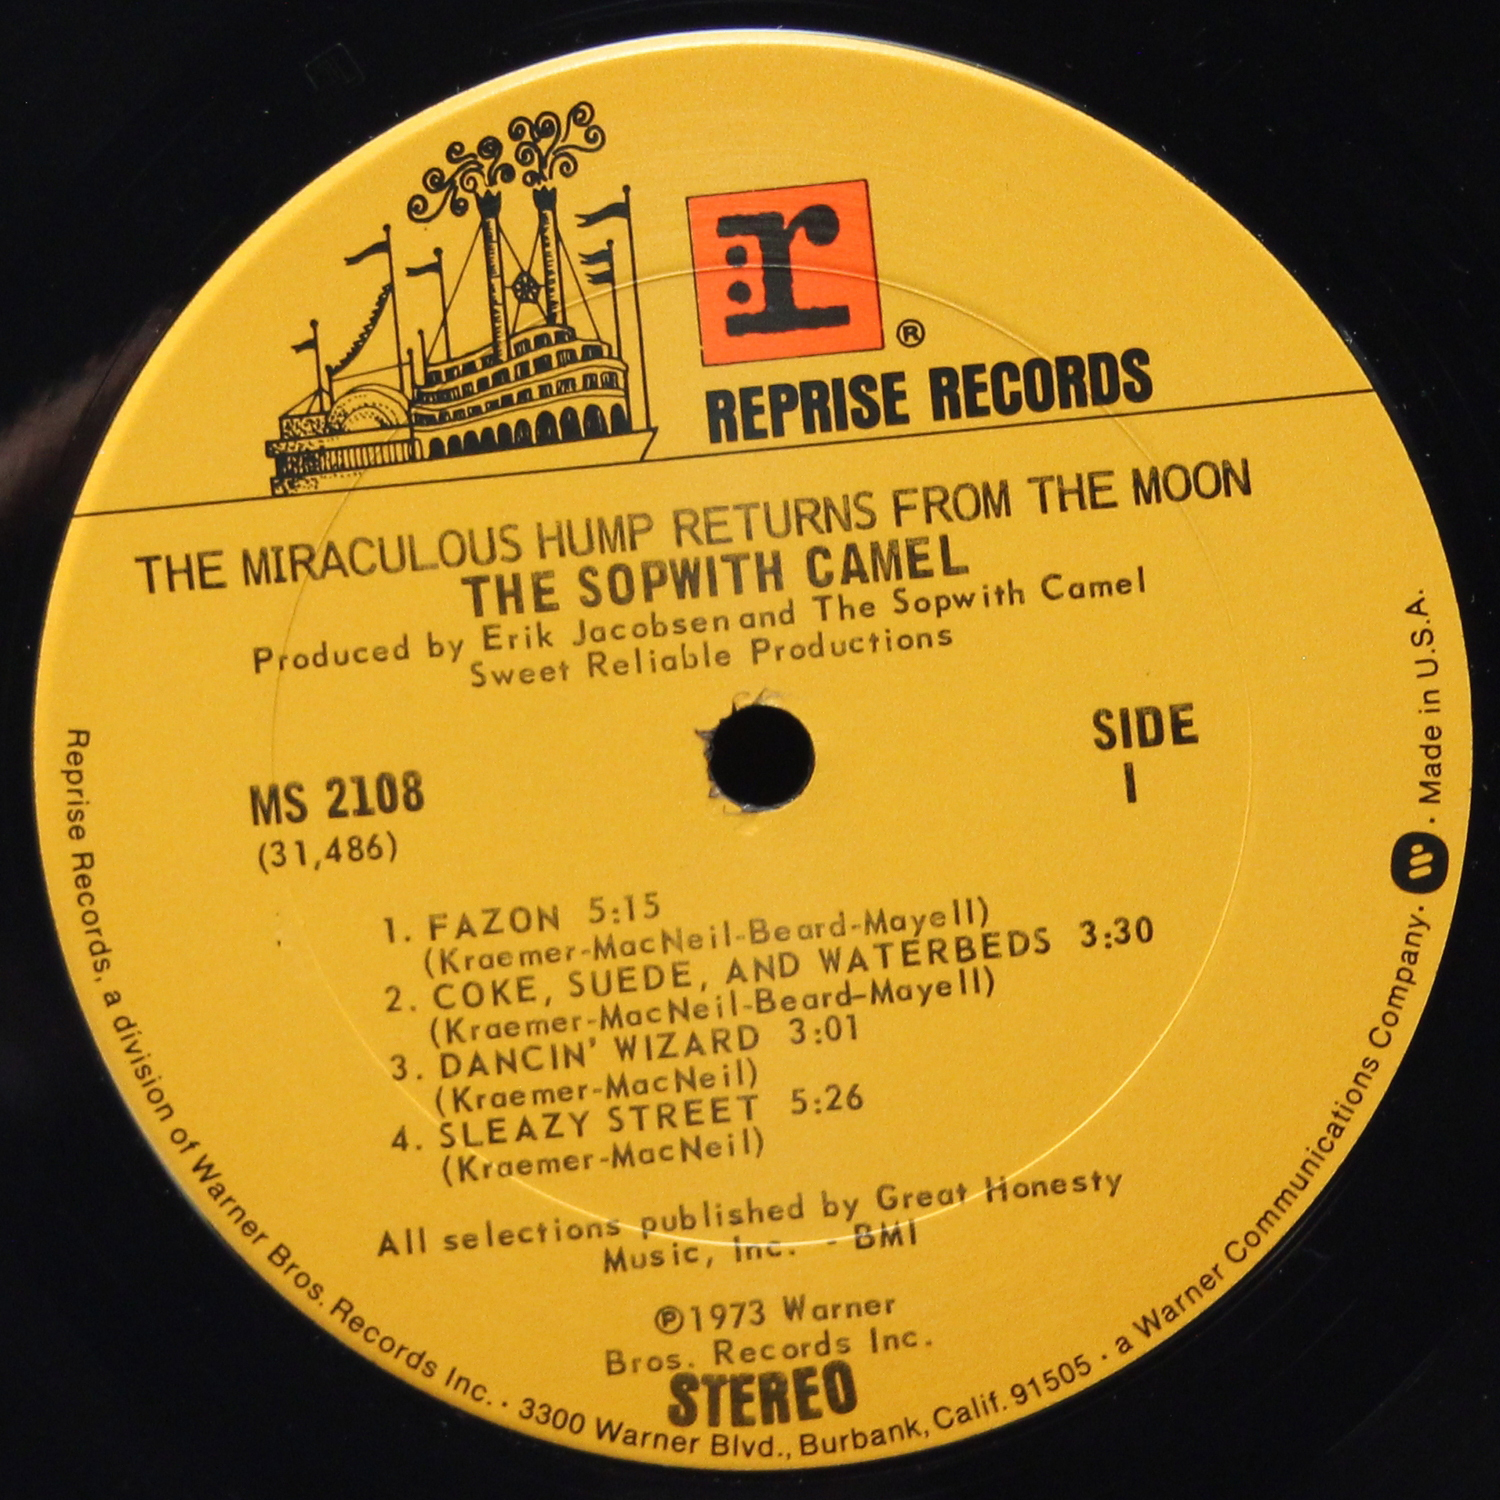 r
®
REPRISE RECORDS
THE MIRACULOUS HUMP RETURNS FROM THE MOON
THE SOPWITH CAMEL
Produced by Erik Jacobsen and The Sopwith Camel
Sweet Reliable Productions
SIDE
1
MS 2108
(31,486)
1. FAZON 5:15
(Kraemer-MacNeil-Beard-Mayell)
2. COKE, SUEDE, AND WATERBEDS 3:30
(Kraemer-MacNeil-Beard-Mayell)
3. DANCIN' WIZARD 3:01
(Kraemer-MacNeil)
4. SLEAZY STREET 5:26
(Kraemer-MacNeil)
All selections published by Great Honesty
Music, Inc. - BMI
℗1973 Warner
Bros. Records Inc.
STEREO
Reprise Records, a division of Warner Bros. Records Inc. · 3300 Warner Blvd., Burbank, Calif. 91505 · a Warner Communications Company · W · Made in U.S.A.